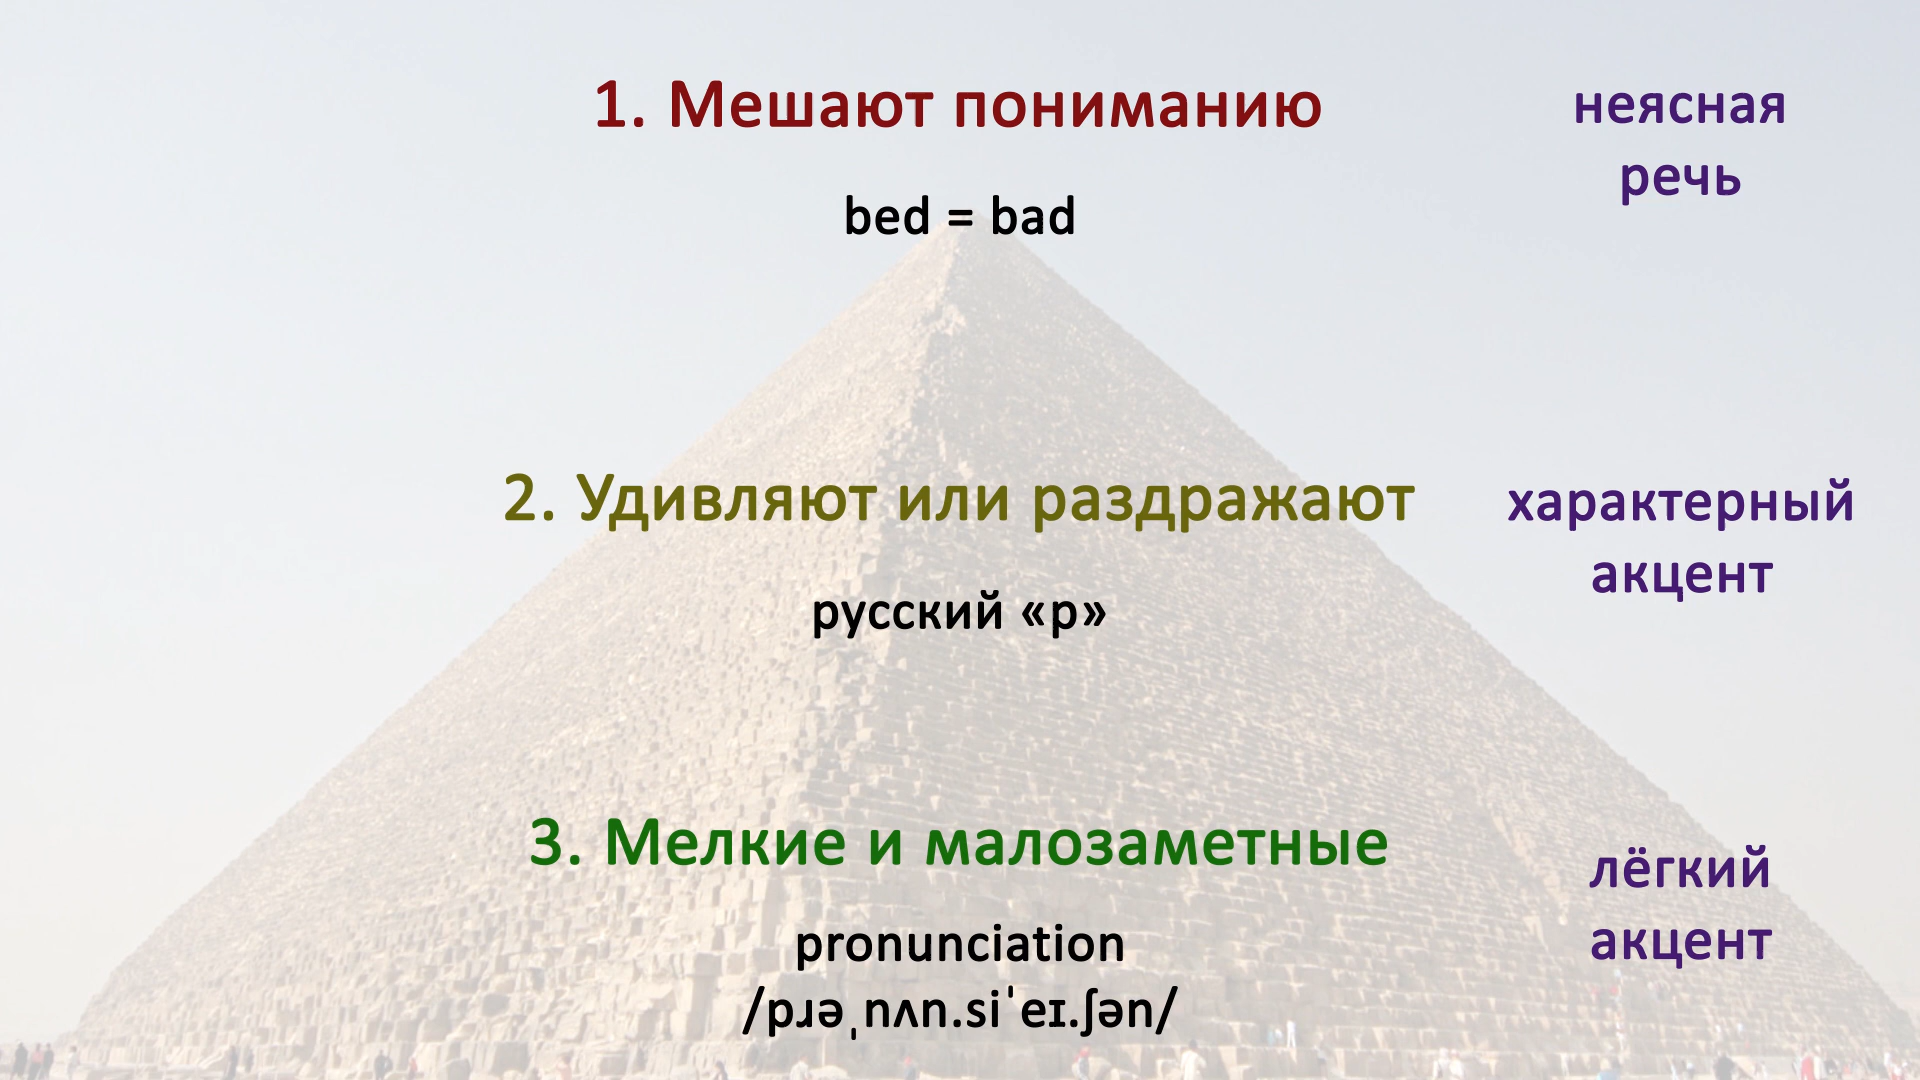 1. Мешают пониманию
неясная
речь
bed = bad
2. Удивляют или раздражают
характерный
акцент
русский «р»
3. Мелкие и малозаметные
лёгкий
акцент
pronunciation
/pɹəˌnʌn.siˈeɪ.ʃən/